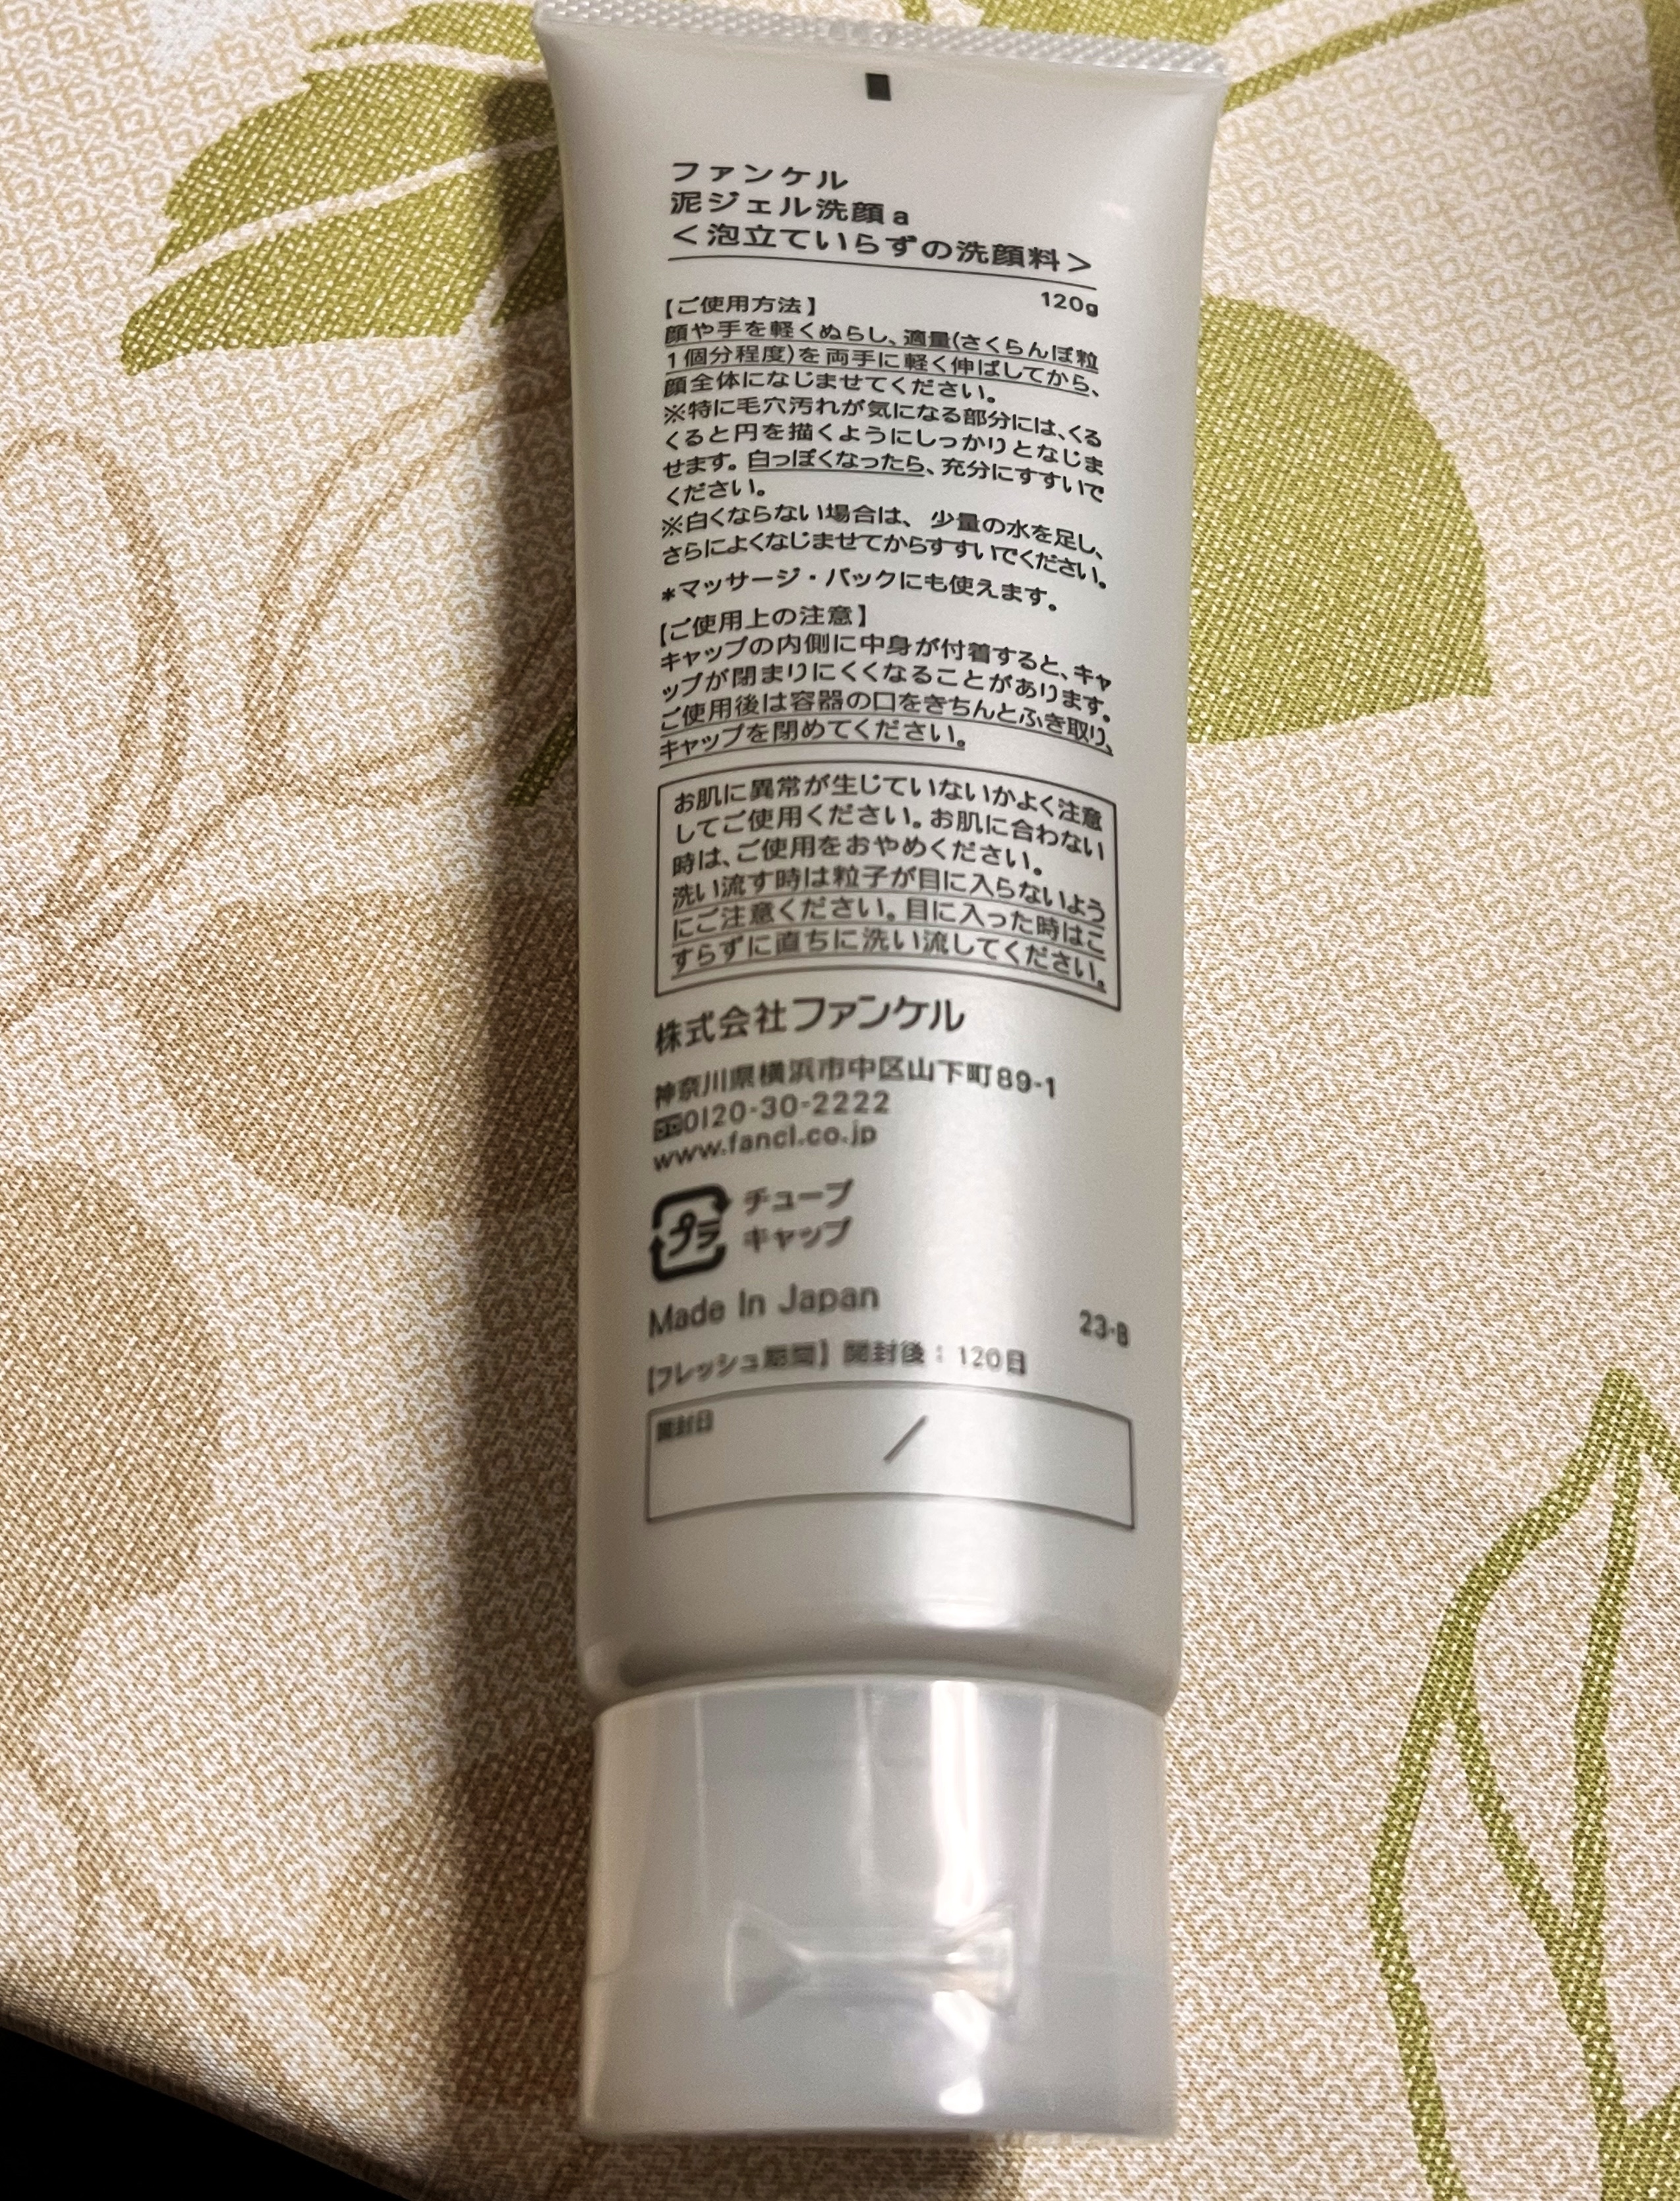 ファンケル
泥ジェル洗顔a
<泡立ていらずの洗顔料>
120g
【ご使用方法】
顔や手を軽くぬらし、適量(さくらんぼ粒
1個分程度)を両手に軽く伸ばしてから、
顔全体になじませてください。
※特に毛穴汚れが気になる部分には、くる
くると円を描くようにしっかりとなじま
せます。白っぽくなったら、充分にすすいで
ください。
※白くならない場合は、少量の水を足し、
さらによくなじませてからすすいでください。
*マッサージ・パックにも使えます。
【ご使用上の注意】
キャップの内側に中身が付着すると、キャ
ップが閉まりにくくなることがあります。
ご使用後は容器の口をきちんとふき取り、
キャップを閉めてください。
お肌に異常が生じていないかよく注意
してご使用ください。お肌に合わない
時は、ご使用をおやめください。
洗い流す時は粒子が目に入らないよう
にご注意ください。目に入った時はこ
すらずに直ちに洗い流してください。
株式会社ファンケル
神奈川県横浜市中区山下町89-1
0120-30-2222
www.fancl.co.jp
プラ
チューブ
キャップ
Made In Japan
23・B
【フレッシュ期間】開封後：120日
開封日
／